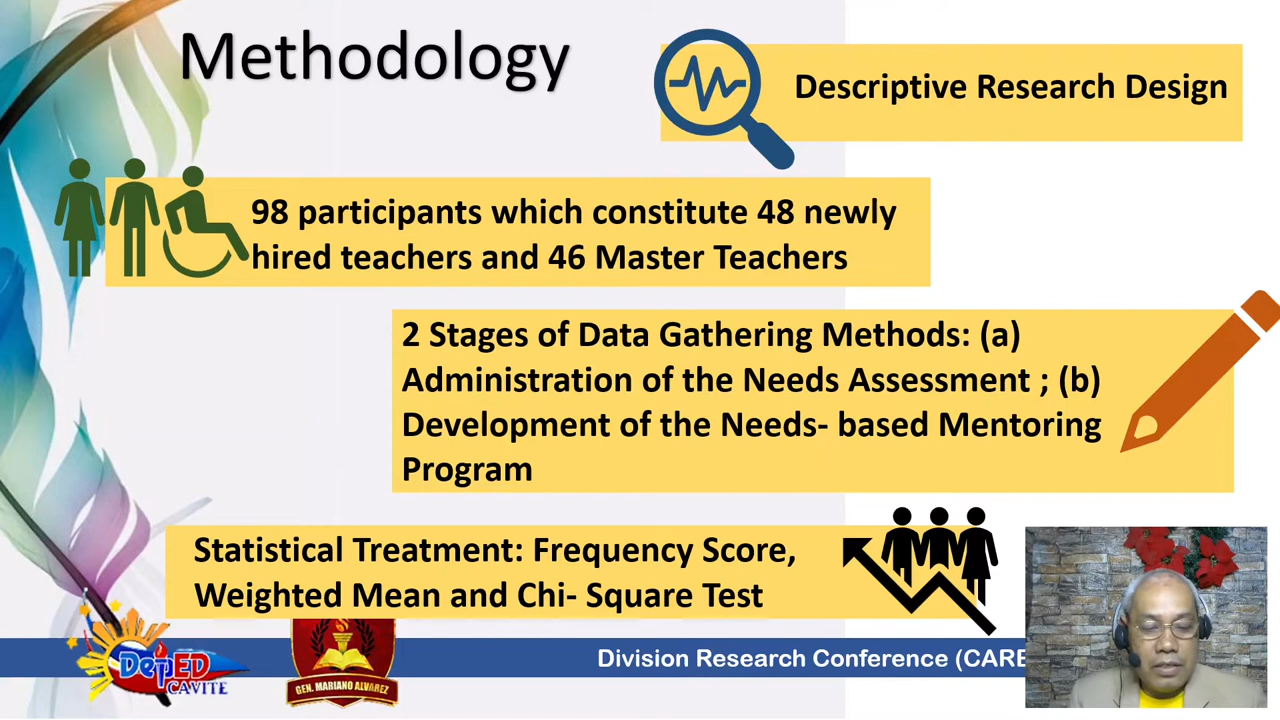 Methodology
Descriptive Research Design
98 participants which constitute 48 newly
hired teachers and 46 Master Teachers
2 Stages of Data Gathering Methods: (a)
Administration of the Needs Assessment ; (b)
Development of the Needs- based Mentoring
Program
Statistical Treatment: Frequency Score,
Weighted Mean and Chi- Square Test
Division Research Conference (CARE
DepED
CAVITE
GEN. MARIANO ALVAREZ